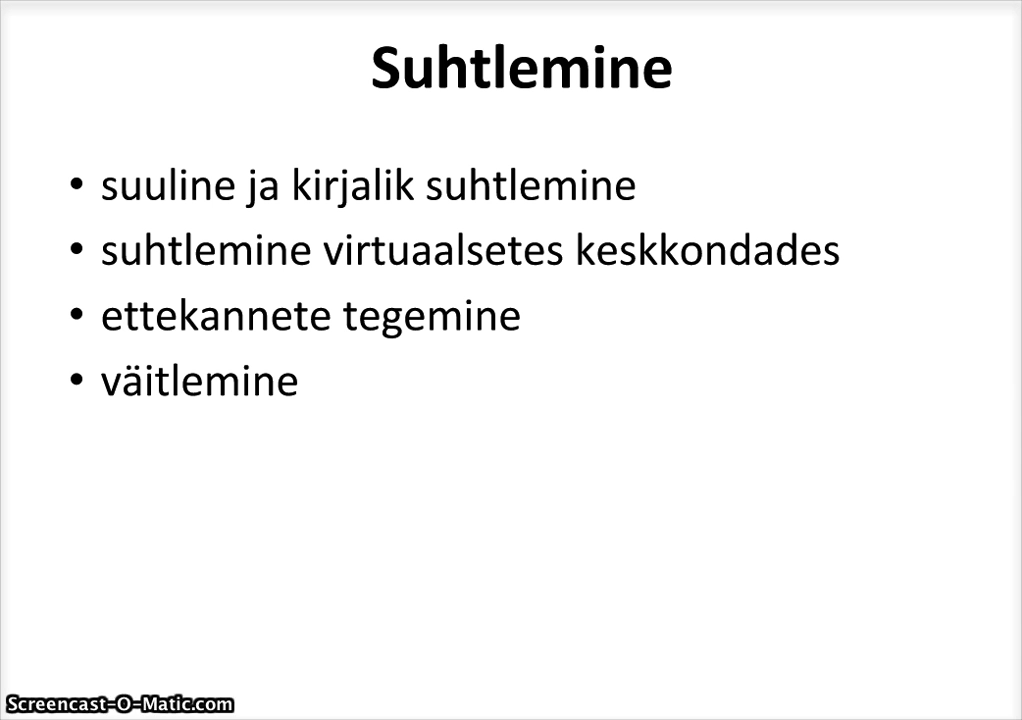 Suhtlemine
• suuline ja kirjalik suhtlemine
• suhtlemine virtuaalsetes keskkondades
• ettekannete tegemine
• väitlemine
Screencast-O-Matic.com